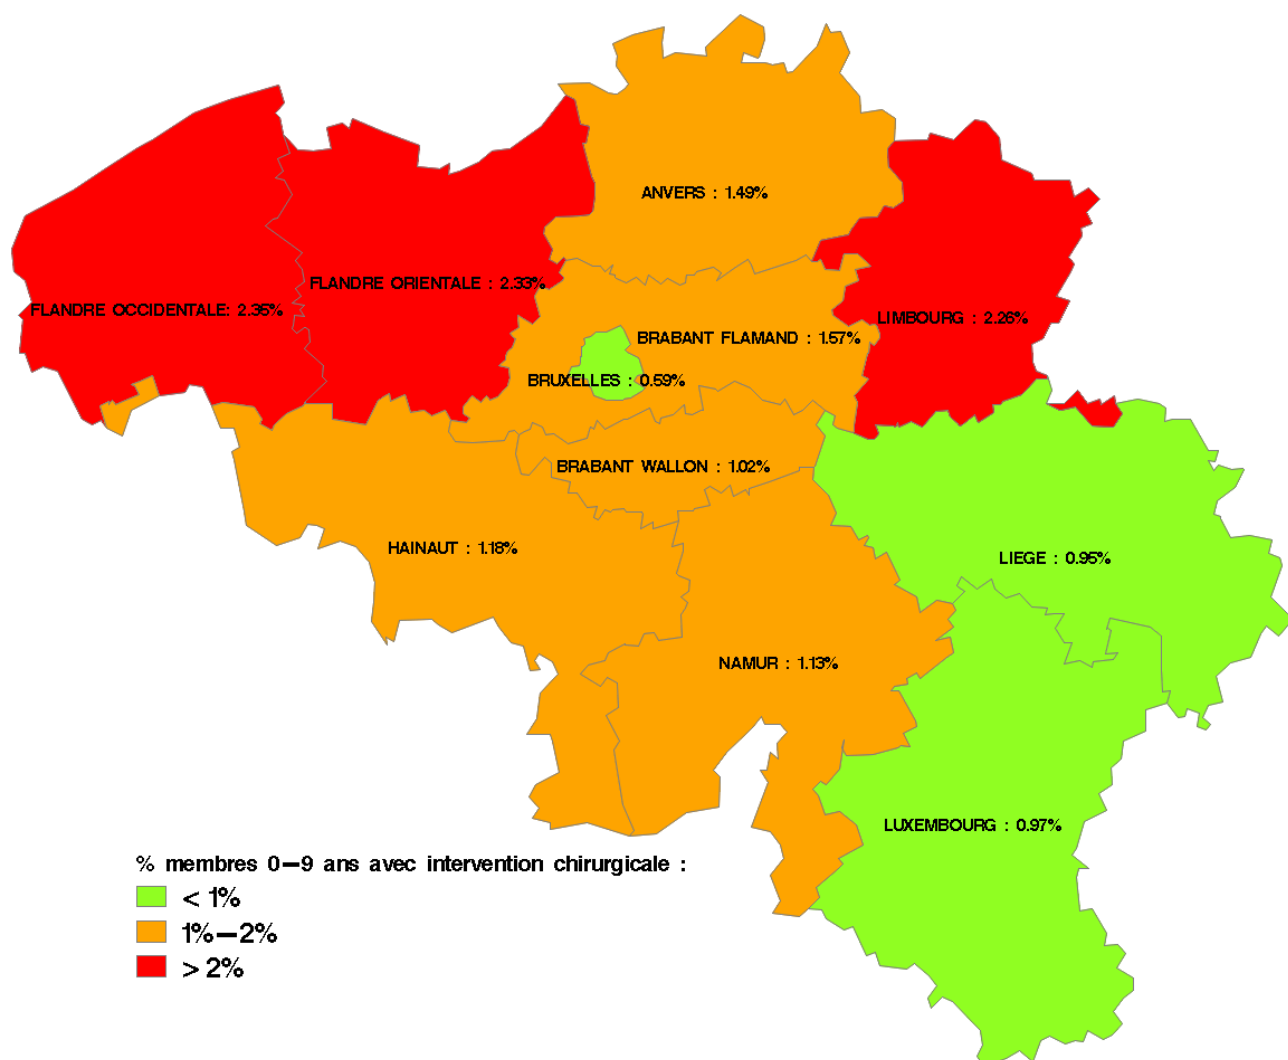 ANVERS : 1.49%
FLANDRE ORIENTALE : 2.33%
FLANDRE OCCIDENTALE: 2.35%
LIMBOURG : 2.26%
BRABANT FLAMAND : 1.57%
BRUXELLES : 0.59%
BRABANT WALLON : 1.02%
HAINAUT : 1.18%
LIEGE : 0.95%
NAMUR : 1.13%
LUXEMBOURG : 0.97%
% membres 0–9 ans avec intervention chirurgicale :
< 1%
1%–2%
> 2%